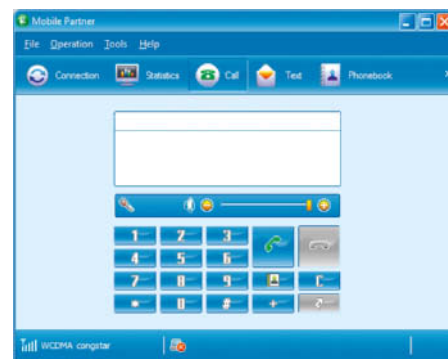 Mobile Partner
File Operation Tools Help
Connection Statistics Call Text Phonebook
1 2 3
4 5 6
7 8 9 C
* 0 # +
WCDMA congstar